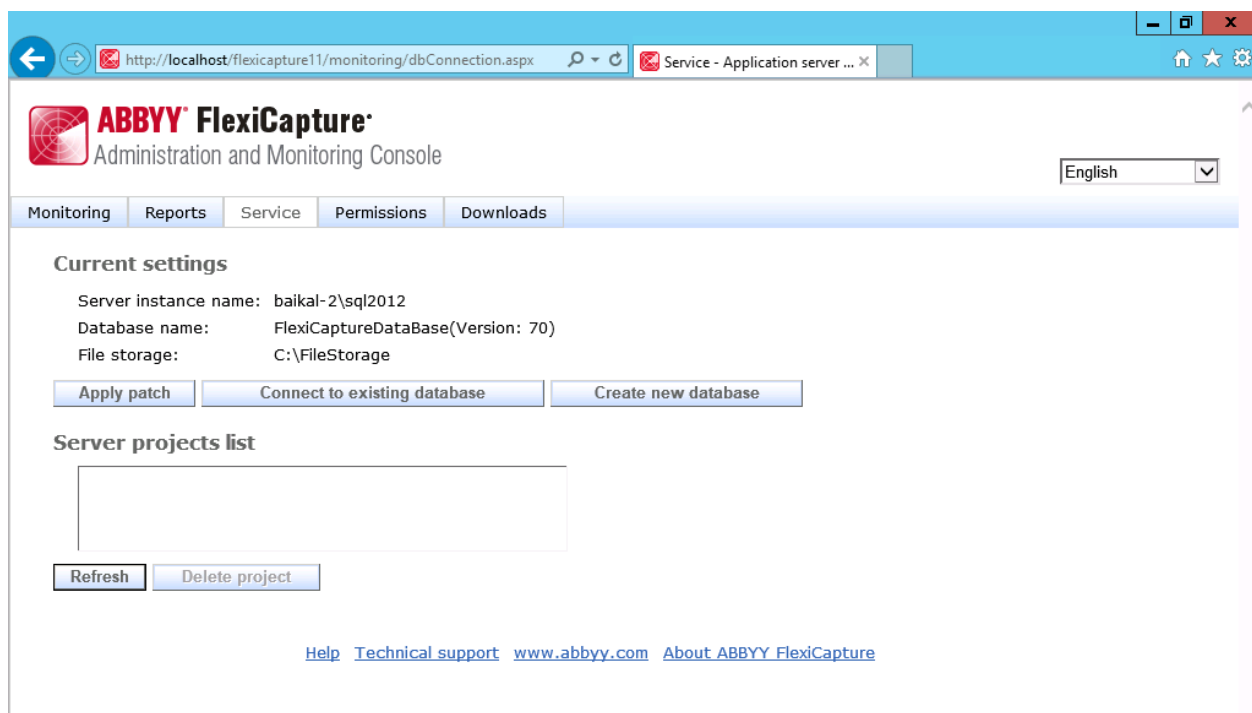 http://localhost/flexicapture11/monitoring/dbConnection.aspx
Service - Application server ...
ABBYY® FlexiCapture®
Administration and Monitoring Console
English
Monitoring Reports Service Permissions Downloads
Current settings
Server instance name: baikal-2\sql2012
Database name: FlexiCaptureDataBase(Version: 70)
File storage: C:\FileStorage
Apply patch Connect to existing database Create new database
Server projects list
Refresh Delete project
Help Technical support www.abbyy.com About ABBYY FlexiCapture